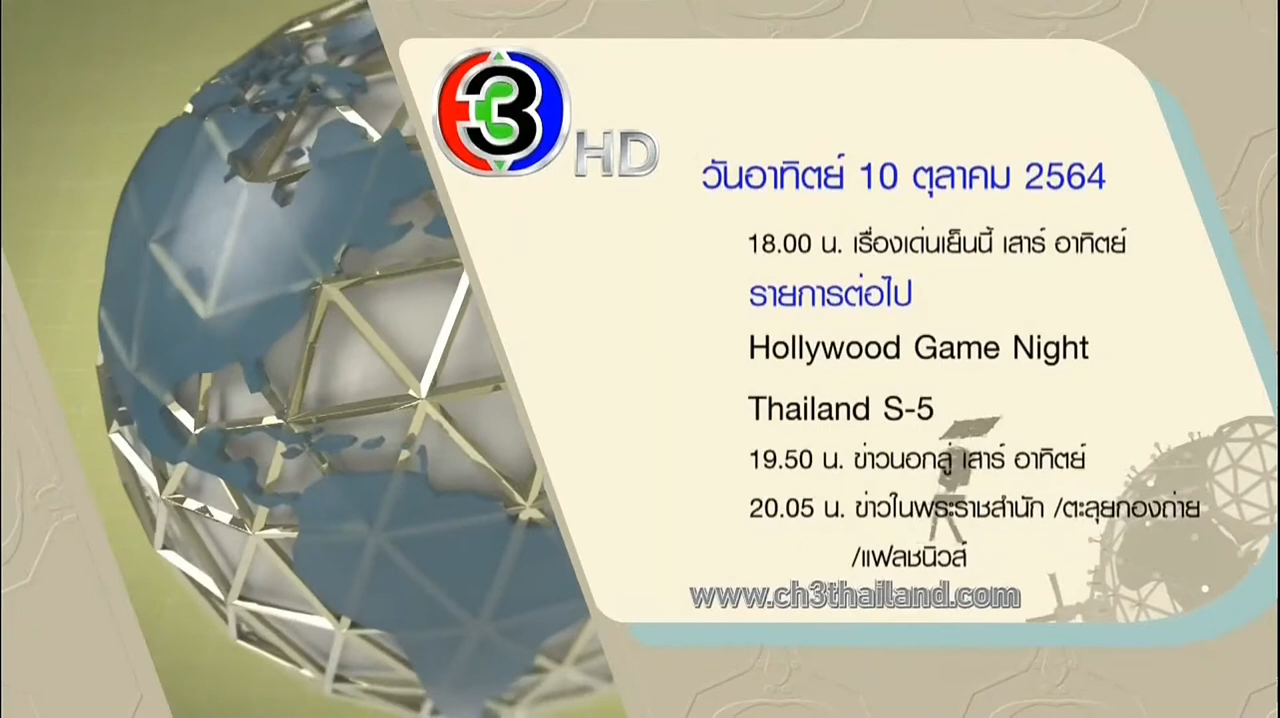 3 HD
วันอาทิตย์ 10 ตุลาคม 2564
18.00 น. เรื่องเด่นเย็นนี้ เสาร์ อาทิตย์
รายการต่อไป
Hollywood Game Night
Thailand S-5
19.50 น. ข่าวนอกลู่ เสาร์ อาทิตย์
20.05 น. ข่าวในพระราชสำนัก /ตะลุยกองถ่าย
/แฟลชนิวส์
www.ch3thailand.com